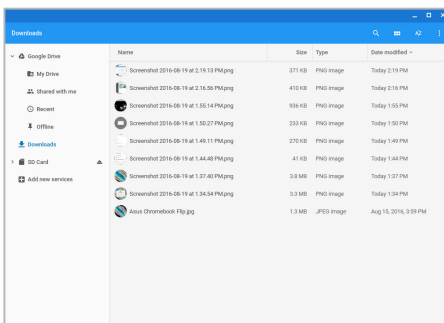 Downloads
Google Drive
My Drive
Shared with me
Recent
Offline
Downloads
SD Card
Add new services
Name Size Type Date modified
Screenshot 2016-08-19 at 2.19.13 PM.png 371 KB PNG image Today 2:19 PM
Screenshot 2016-08-19 at 2.16.56 PM.png 410 KB PNG image Today 2:16 PM
Screenshot 2016-08-19 at 1.55.14 PM.png 936 KB PNG image Today 1:55 PM
Screenshot 2016-08-19 at 1.50.27 PM.png 233 KB PNG image Today 1:50 PM
Screenshot 2016-08-19 at 1.49.11 PM.png 270 KB PNG image Today 1:49 PM
Screenshot 2016-08-19 at 1.44.48 PM.png 41 KB PNG image Today 1:44 PM
Screenshot 2016-08-19 at 1.37.40 PM.png 3.8 MB PNG image Today 1:37 PM
Screenshot 2016-08-19 at 1.34.54 PM.png 3.3 MB PNG image Today 1:34 PM
Asus Chromebook Flip.jpg 1.3 MB JPEG image Aug 15, 2016, 3:59 PM